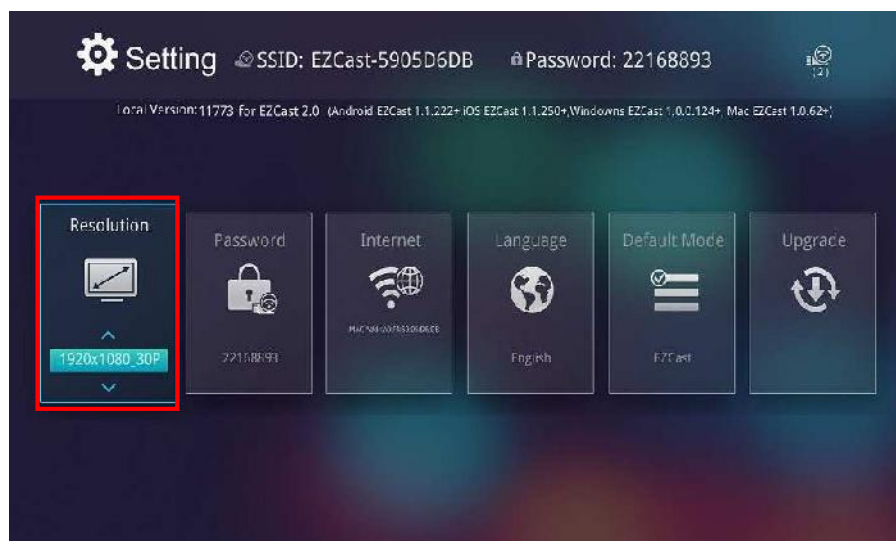 Setting SSID: EZCast-5905D6DB Password: 22168893
(2)
Local Version:11773 for EZCast 2.0 (Android EZCast 1.1.222+ iOS EZCast 1.1.250+,Windowns EZCast 1.0.0.124+, Mac EZCast 1.0.62+)
Resolution
Password
Internet
Language
Default Mode
Upgrade
1920x1080_30P
22168893
English
EZCast